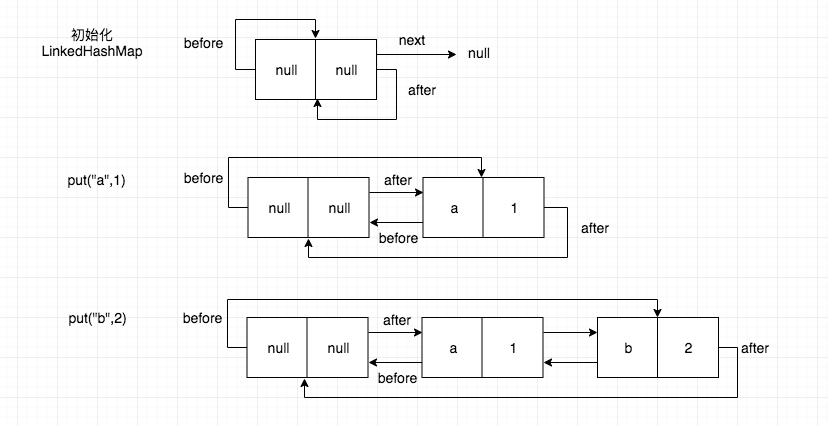 初始化
LinkedHashMap
before
next
null
null
null
after
put("a",1)
before
after
null
null
a
1
before
after
put("b",2)
before
after
null
null
a
1
b
2
after
before